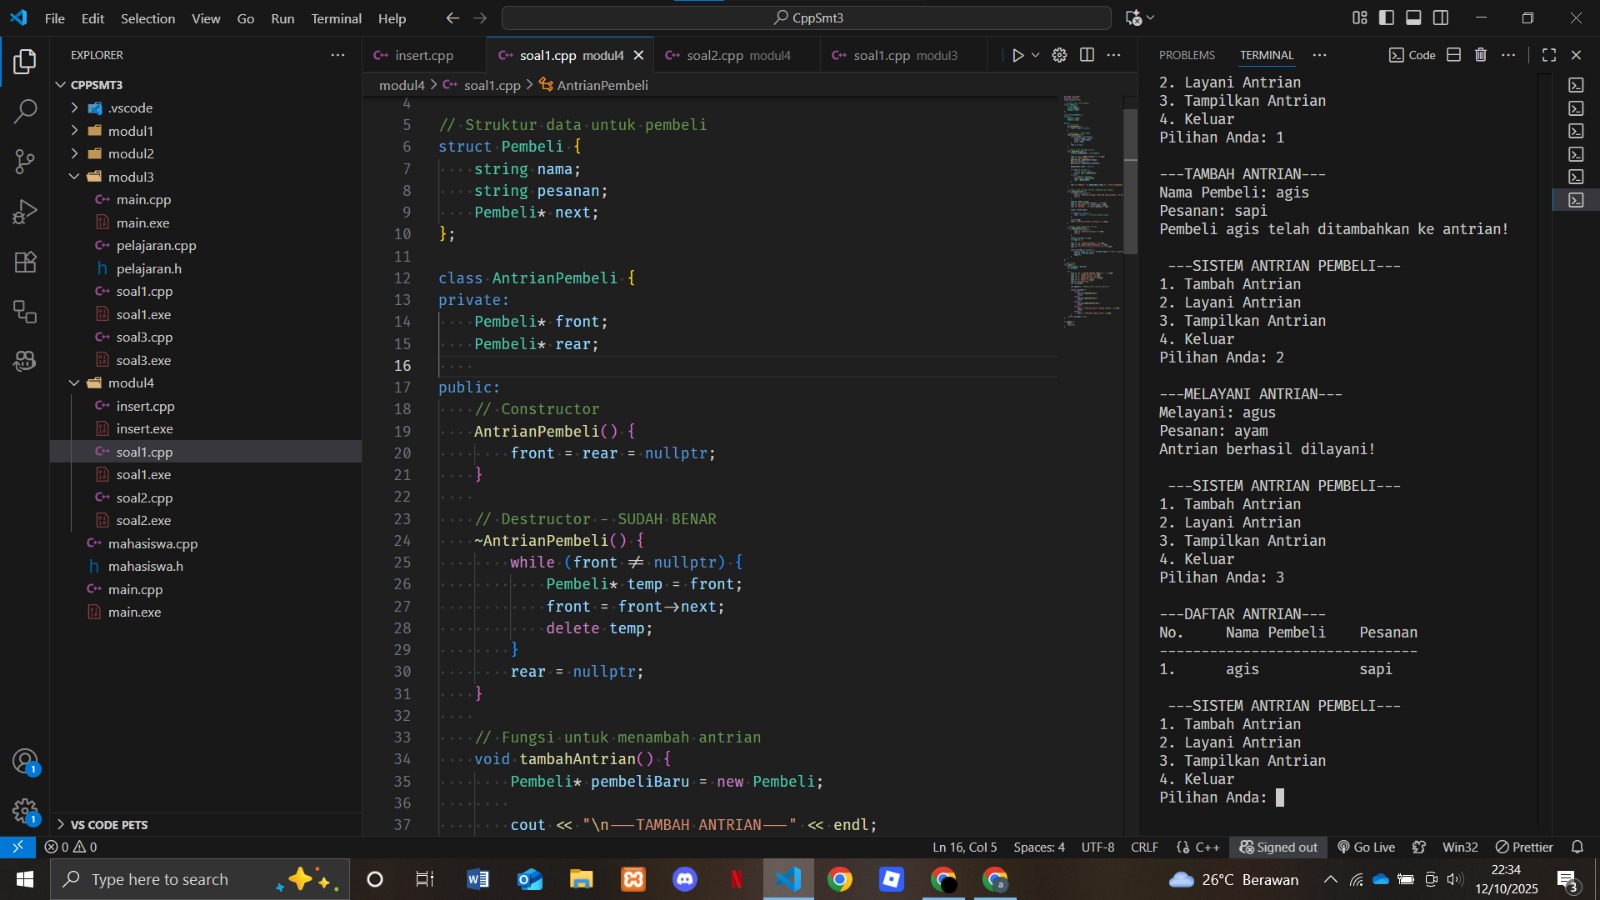 File Edit Selection View Go Run Terminal Help
CppSmt3
EXPLORER
CPPSMT3
.vscode
modul1
modul2
modul3
main.cpp
main.exe
pelajaran.cpp
pelajaran.h
soal1.cpp
soal1.exe
soal3.cpp
soal3.exe
modul4
insert.cpp
insert.exe
soal1.cpp
soal1.exe
soal2.cpp
soal2.exe
mahasiswa.cpp
mahasiswa.h
main.cpp
main.exe
VS CODE PETS
insert.cpp
soal1.cpp modul4
soal2.cpp modul4
soal1.cpp modul3
modul4 > soal1.cpp > AntrianPembeli
4
5 // Struktur data untuk pembeli
6 struct Pembeli {
7 string nama;
8 string pesanan;
9 Pembeli* next;
10 };
11
12 class AntrianPembeli {
13 private:
14 Pembeli* front;
15 Pembeli* rear;
16
17 public:
18 // Constructor
19 AntrianPembeli() {
20 front = rear = nullptr;
21 }
22
23 // Destructor - SUDAH BENAR
24 ~AntrianPembeli() {
25 while (front != nullptr) {
26 Pembeli* temp = front;
27 front = front->next;
28 delete temp;
29 }
30 rear = nullptr;
31 }
32
33 // Fungsi untuk menambah antrian
34 void tambahAntrian() {
35 Pembeli* pembeliBaru = new Pembeli;
36
37 cout << "\n---TAMBAH ANTRIAN---" << endl;
PROBLEMS TERMINAL
Code
2. Layani Antrian
3. Tampilkan Antrian
4. Keluar
Pilihan Anda: 1
---TAMBAH ANTRIAN---
Nama Pembeli: agis
Pesanan: sapi
Pembeli agis telah ditambahkan ke antrian!
---SISTEM ANTRIAN PEMBELI---
1. Tambah Antrian
2. Layani Antrian
3. Tampilkan Antrian
4. Keluar
Pilihan Anda: 2
---MELAYANI ANTRIAN---
Melayani: agus
Pesanan: ayam
Antrian berhasil dilayani!
---SISTEM ANTRIAN PEMBELI---
1. Tambah Antrian
2. Layani Antrian
3. Tampilkan Antrian
4. Keluar
Pilihan Anda: 3
---DAFTAR ANTRIAN---
No. Nama Pembeli Pesanan
-------------------------------
1. agis sapi
---SISTEM ANTRIAN PEMBELI---
1. Tambah Antrian
2. Layani Antrian
3. Tampilkan Antrian
4. Keluar
Pilihan Anda:
0 0 Ln 16, Col 5 Spaces: 4 UTF-8 CRLF {} C++ Signed out Go Live Win32 Prettier
Type here to search
26°C Berawan
22:34
12/10/2025
3